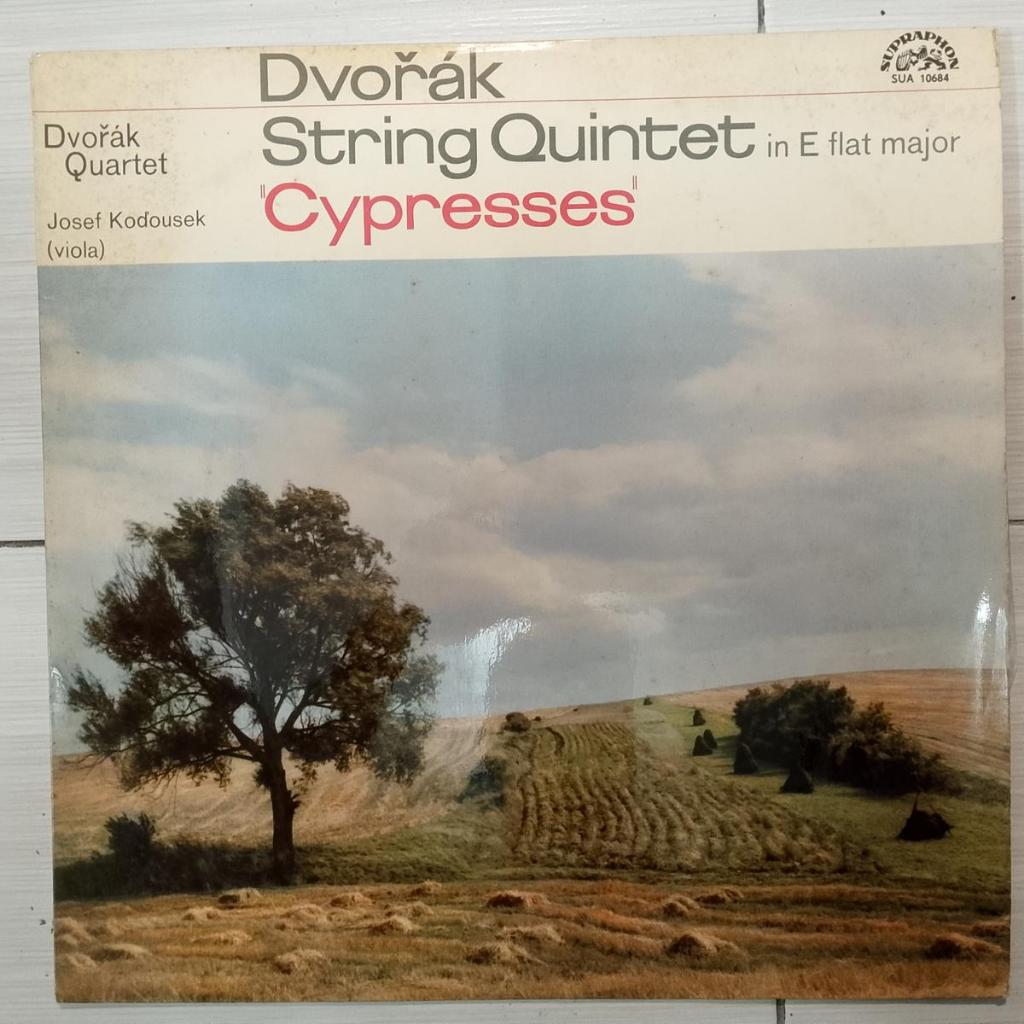 Dvořák
SUPRAPHON
SUA 10684
Dvořák
Quartet
Josef Koďousek
(viola)
String Quintet in E flat major
"Cypresses"